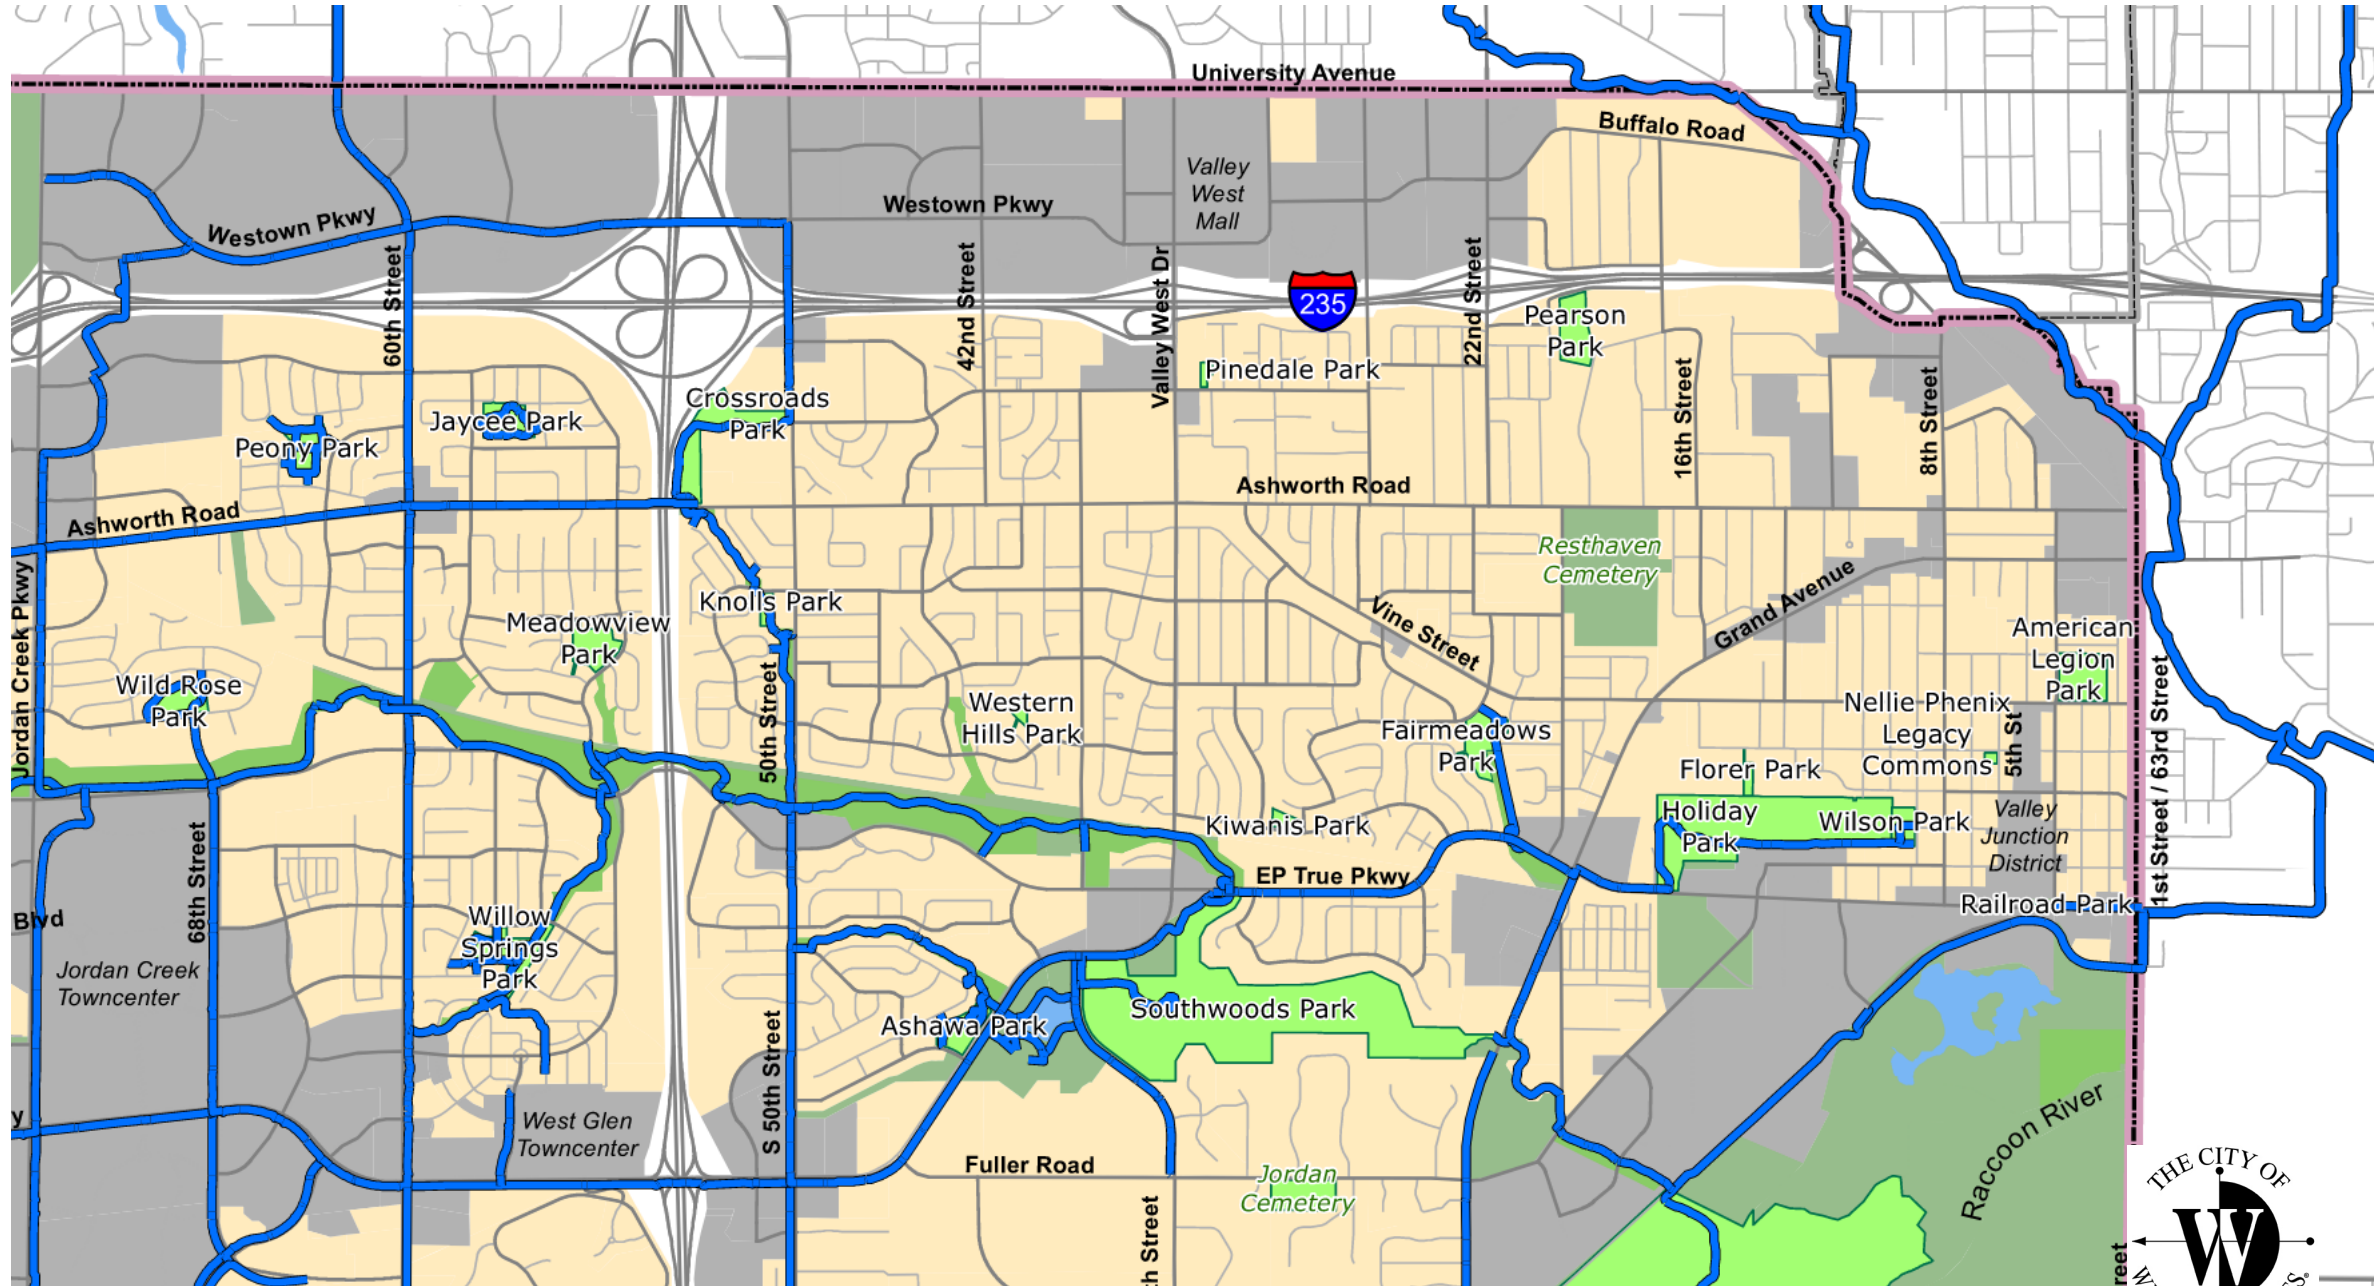 University Avenue
Buffalo Road
Valley
West
Mall
Westown Pkwy
Westown Pkwy
60th Street
42nd Street
Valley West Dr
22nd Street
235
Pearson
Park
Pinedale Park
16th Street
8th Street
Crossroads
Park
Jaycee Park
Peony Park
Ashworth Road
Ashworth Road
Resthaven
Cemetery
Jordan Creek Pkwy
Knolls Park
Meadowview
Park
Vine Street
Grand Avenue
American
Legion
Park
Wild Rose
Park
50th Street
Western
Hills Park
Fairmeadows
Park
Nellie Phenix
Legacy
Commons
5th St
1st Street / 63rd Street
Florer Park
Holiday
Park
Wilson Park
Valley
Junction
District
Kiwanis Park
EP True Pkwy
68th Street
Blvd
Willow
Springs
Park
Railroad Park
Jordan Creek
Towncenter
Southwoods Park
Ashawa Park
S 50th Street
y
West Glen
Towncenter
Fuller Road
Jordan
Cemetery
Raccoon River
h Street
reet
THE CITY OF
W